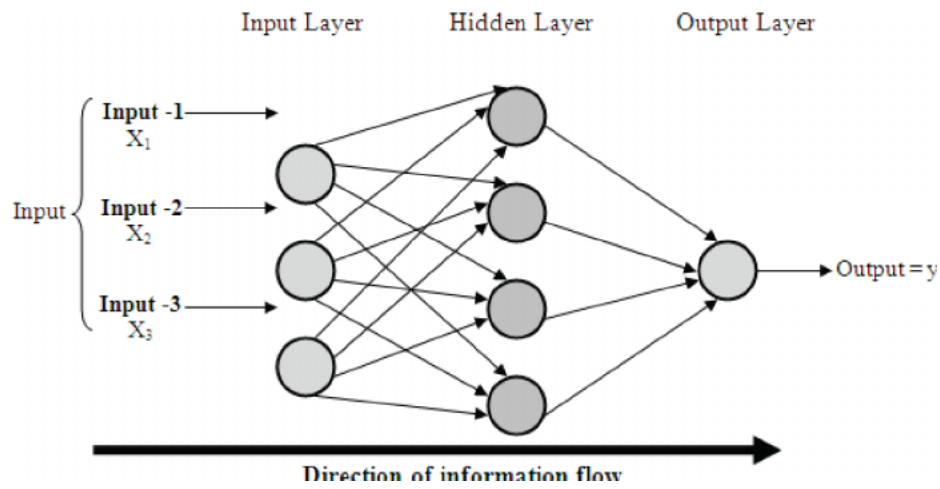 Input Layer
Hidden Layer
Output Layer
Input -1
X₁
Input -2
X₂
Input
Input -3
X₃
Output = y
Direction of information flow